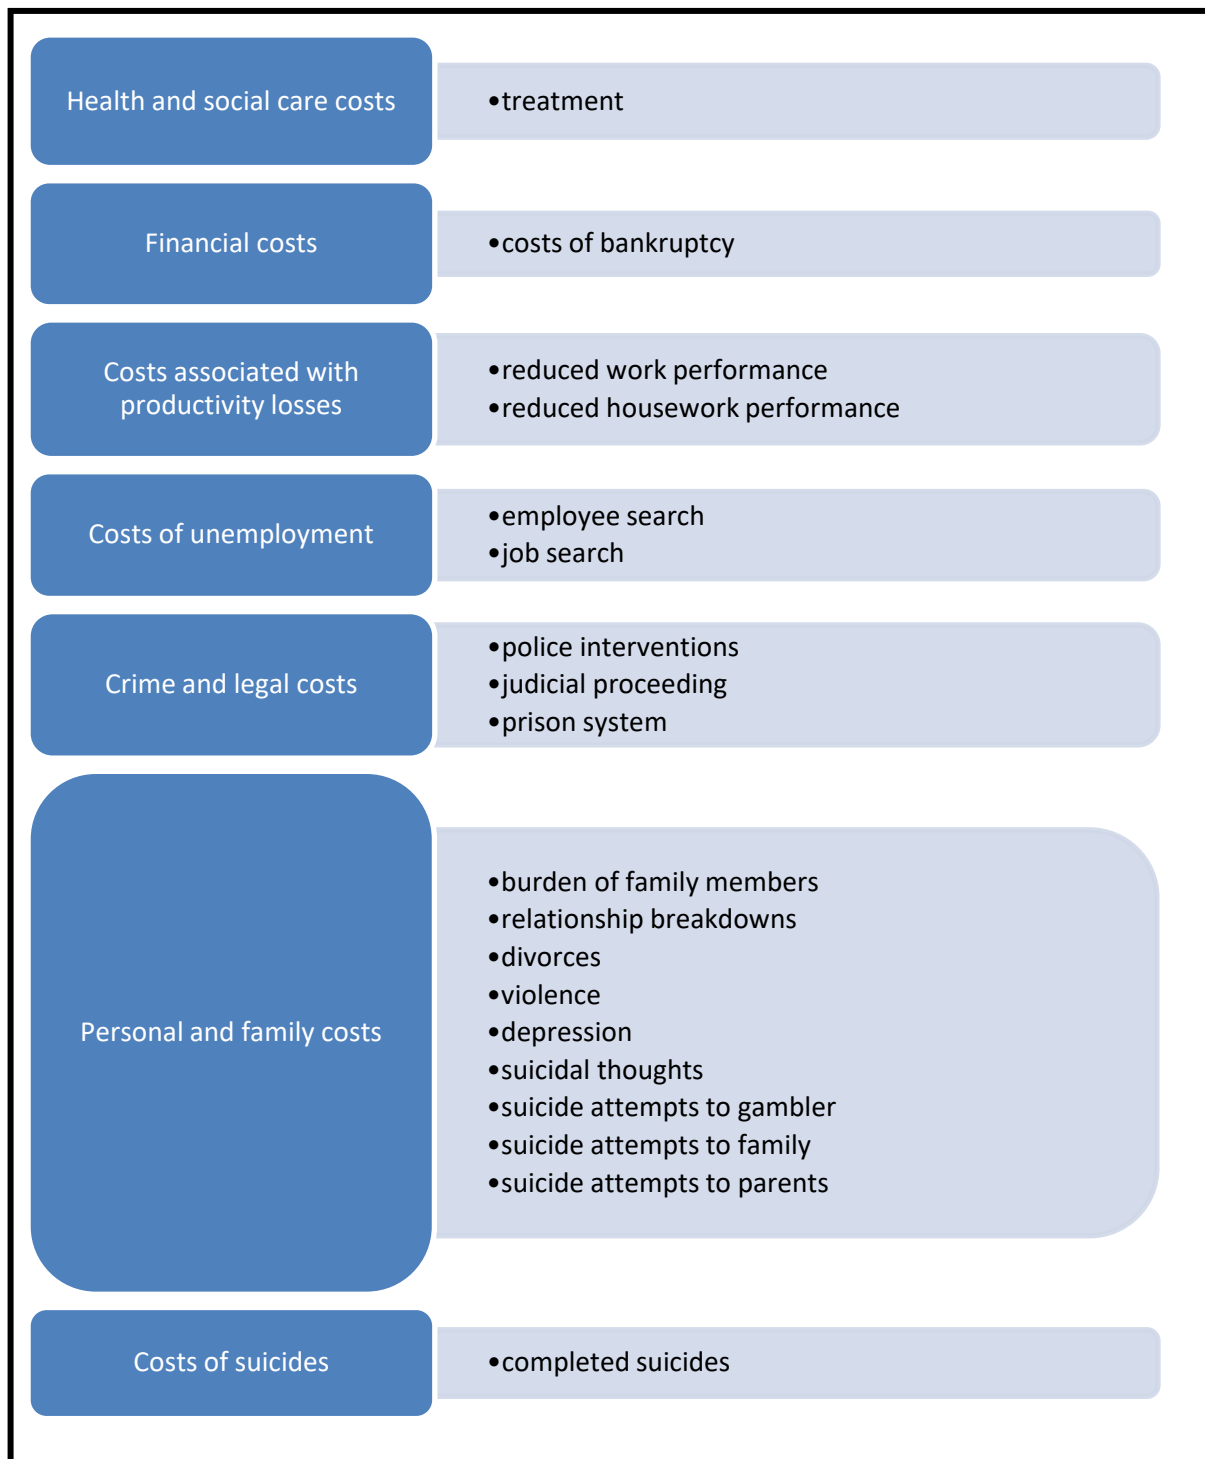 Health and social care costs
•treatment
Financial costs
•costs of bankruptcy
Costs associated with
productivity losses
•reduced work performance
•reduced housework performance
Costs of unemployment
•employee search
•job search
Crime and legal costs
•police interventions
•judicial proceeding
•prison system
Personal and family costs
•burden of family members
•relationship breakdowns
•divorces
•violence
•depression
•suicidal thoughts
•suicide attempts to gambler
•suicide attempts to family
•suicide attempts to parents
Costs of suicides
•completed suicides